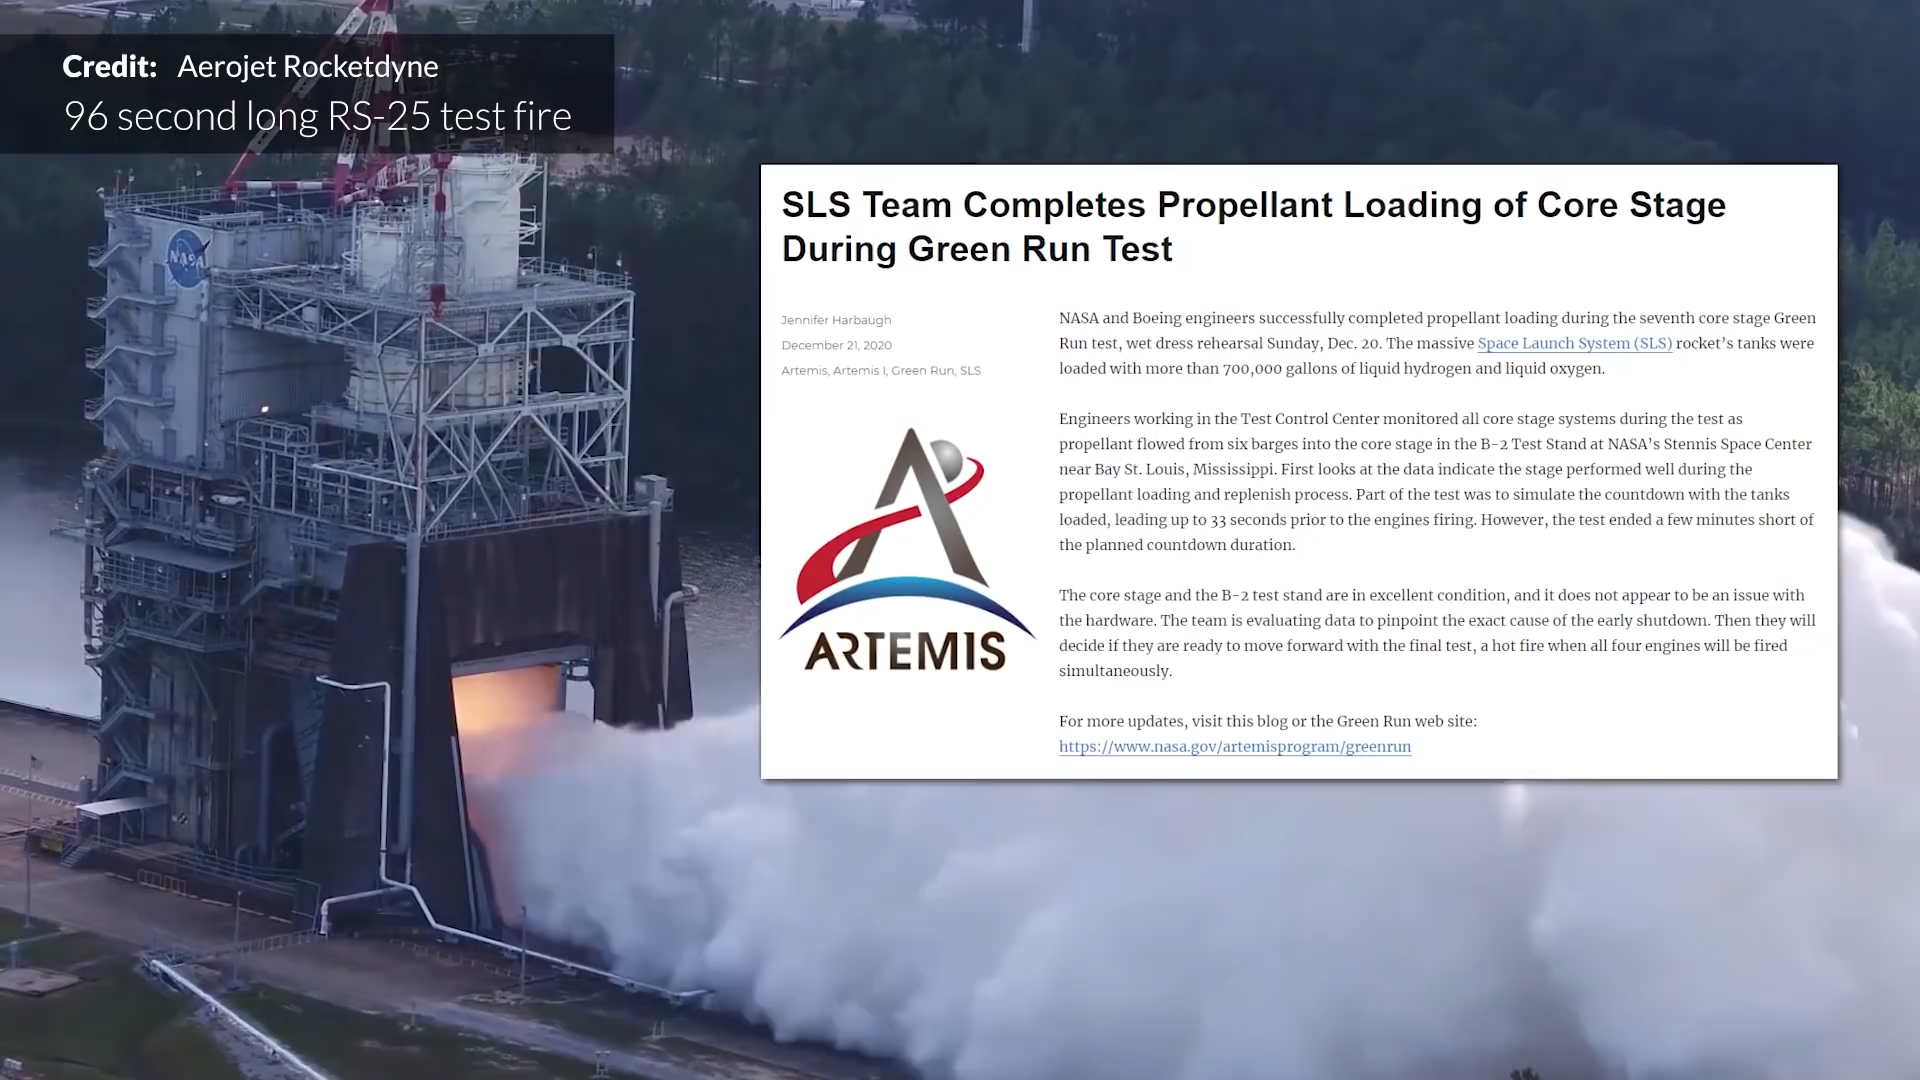 Credit: Aerojet Rocketdyne
96 second long RS-25 test fire
NASA
SLS Team Completes Propellant Loading of Core Stage
During Green Run Test
Jennifer Harbaugh
December 21, 2020
Artemis, Artemis I, Green Run, SLS
ARTEMIS
NASA and Boeing engineers successfully completed propellant loading during the seventh core stage Green
Run test, wet dress rehearsal Sunday, Dec. 20. The massive Space Launch System (SLS) rocket’s tanks were
loaded with more than 700,000 gallons of liquid hydrogen and liquid oxygen.
Engineers working in the Test Control Center monitored all core stage systems during the test as
propellant flowed from six barges into the core stage in the B-2 Test Stand at NASA’s Stennis Space Center
near Bay St. Louis, Mississippi. First looks at the data indicate the stage performed well during the
propellant loading and replenish process. Part of the test was to simulate the countdown with the tanks
loaded, leading up to 33 seconds prior to the engines firing. However, the test ended a few minutes short of
the planned countdown duration.
The core stage and the B-2 test stand are in excellent condition, and it does not appear to be an issue with
the hardware. The team is evaluating data to pinpoint the exact cause of the early shutdown. Then they will
decide if they are ready to move forward with the final test, a hot fire when all four engines will be fired
simultaneously.
For more updates, visit this blog or the Green Run web site:
https://www.nasa.gov/artemisprogram/greenrun